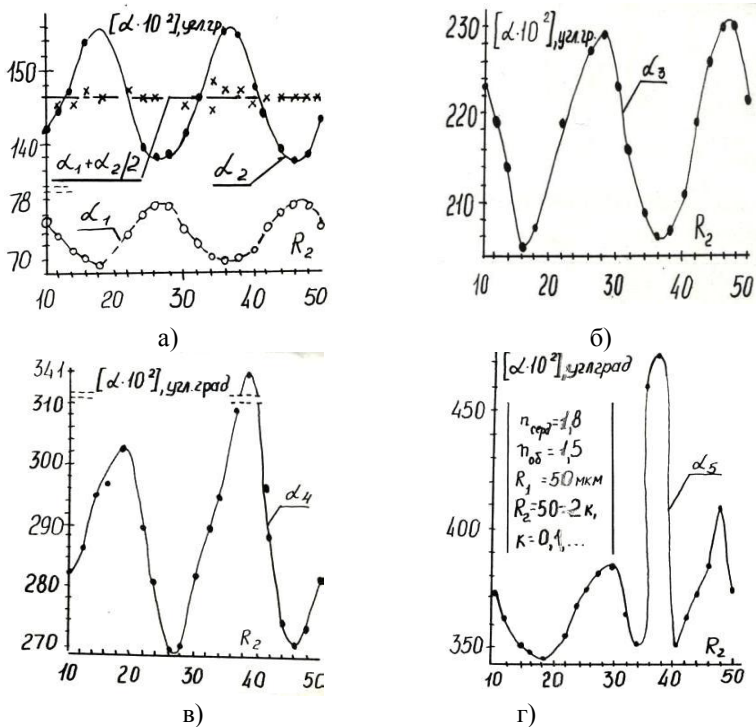 [α·10²], угл.гр.
150
140
α₁+α₂/2
α₂
78
α₁
R₂
70
10 20 30 40 50
а)
230
[α·10²], угл.гр.
α₃
220
210
R₂
10 20 30 40 50
б)
341
[α·10²], угл.град
310
300
α₄
290
280
270
R₂
10 20 30 40 50
в)
[α·10²], угл.град
450
n серд=1,8
n об=1,5
R₁=50 мкм
R₂=50-2к,
к=0,1,...
α₅
400
350
R₂
10 20 30 40 50
г)